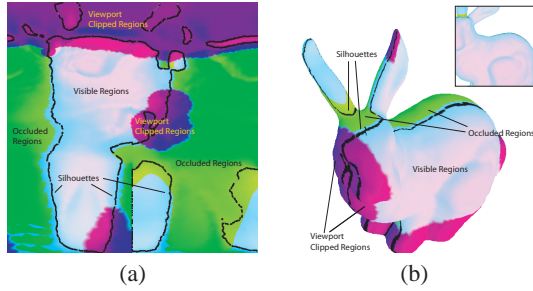 Viewport
Clipped Regions
Visible Regions
Viewport
Clipped Regions
Occluded
Regions
Occluded Regions
Silhouettes
(a)
Silhouettes
Occluded Regions
Visible Regions
Viewport
Clipped Regions
(b)